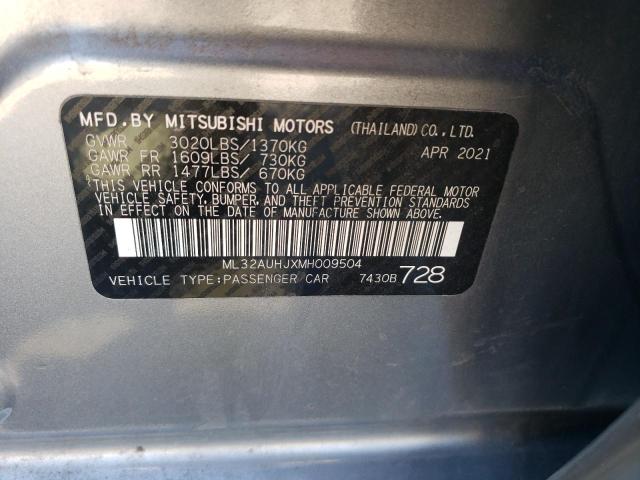 MFD.BY MITSUBISHI MOTORS (THAILAND)CO.,LTD.
GVWR 3020LBS/1370KG APR 2021
GAWR FR 1609LBS/ 730KG
GAWR RR 1477LBS/ 670KG
THIS VEHICLE CONFORMS TO ALL APPLICABLE FEDERAL MOTOR
VEHICLE SAFETY, BUMPER, AND THEFT PREVENTION STANDARDS
IN EFFECT ON THE DATE OF MANUFACTURE SHOWN ABOVE.
ML32AUHJXMH009504
VEHICLE TYPE:PASSENGER CAR 7430B 728